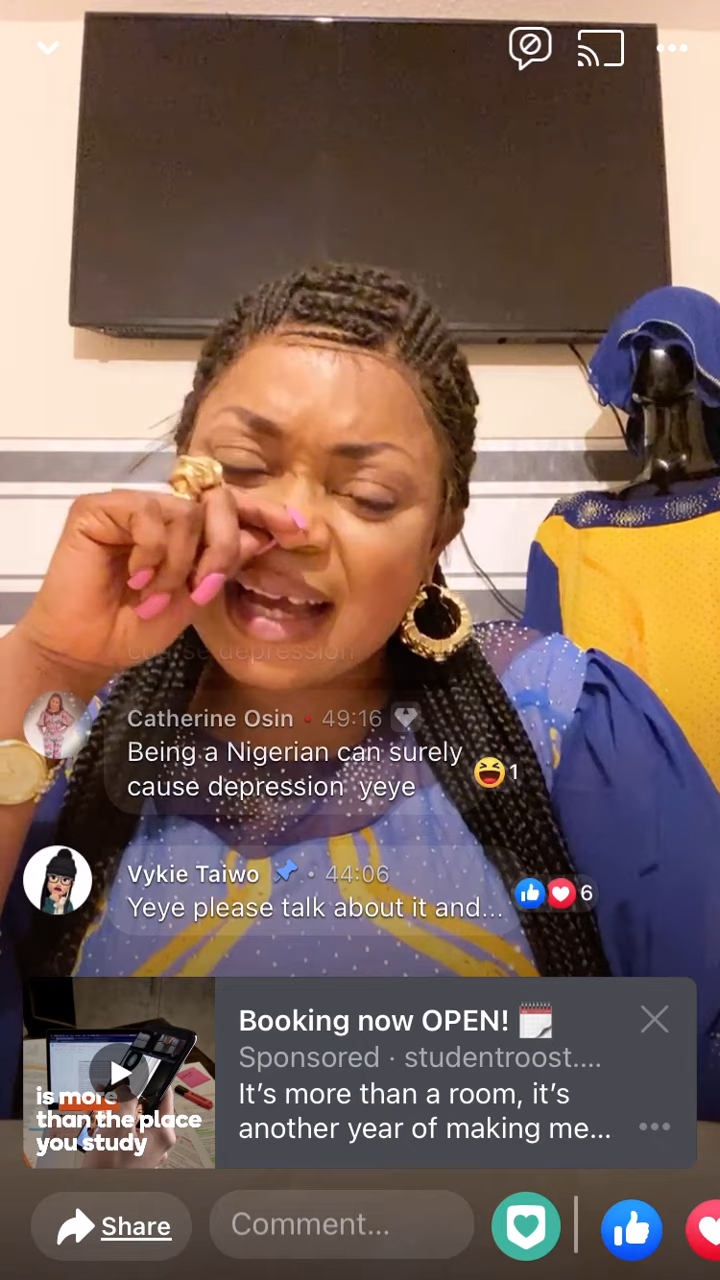 cause depression
Catherine Osin • 49:16
Being a Nigerian can surely
cause depression yeye
1
Vykie Taiwo • 44:06
Yeye please talk about it and...
6
Booking now OPEN!
Sponsored · studentroost....
It's more than a room, it's
another year of making me...
is more
than the place
you study
Share
Comment...